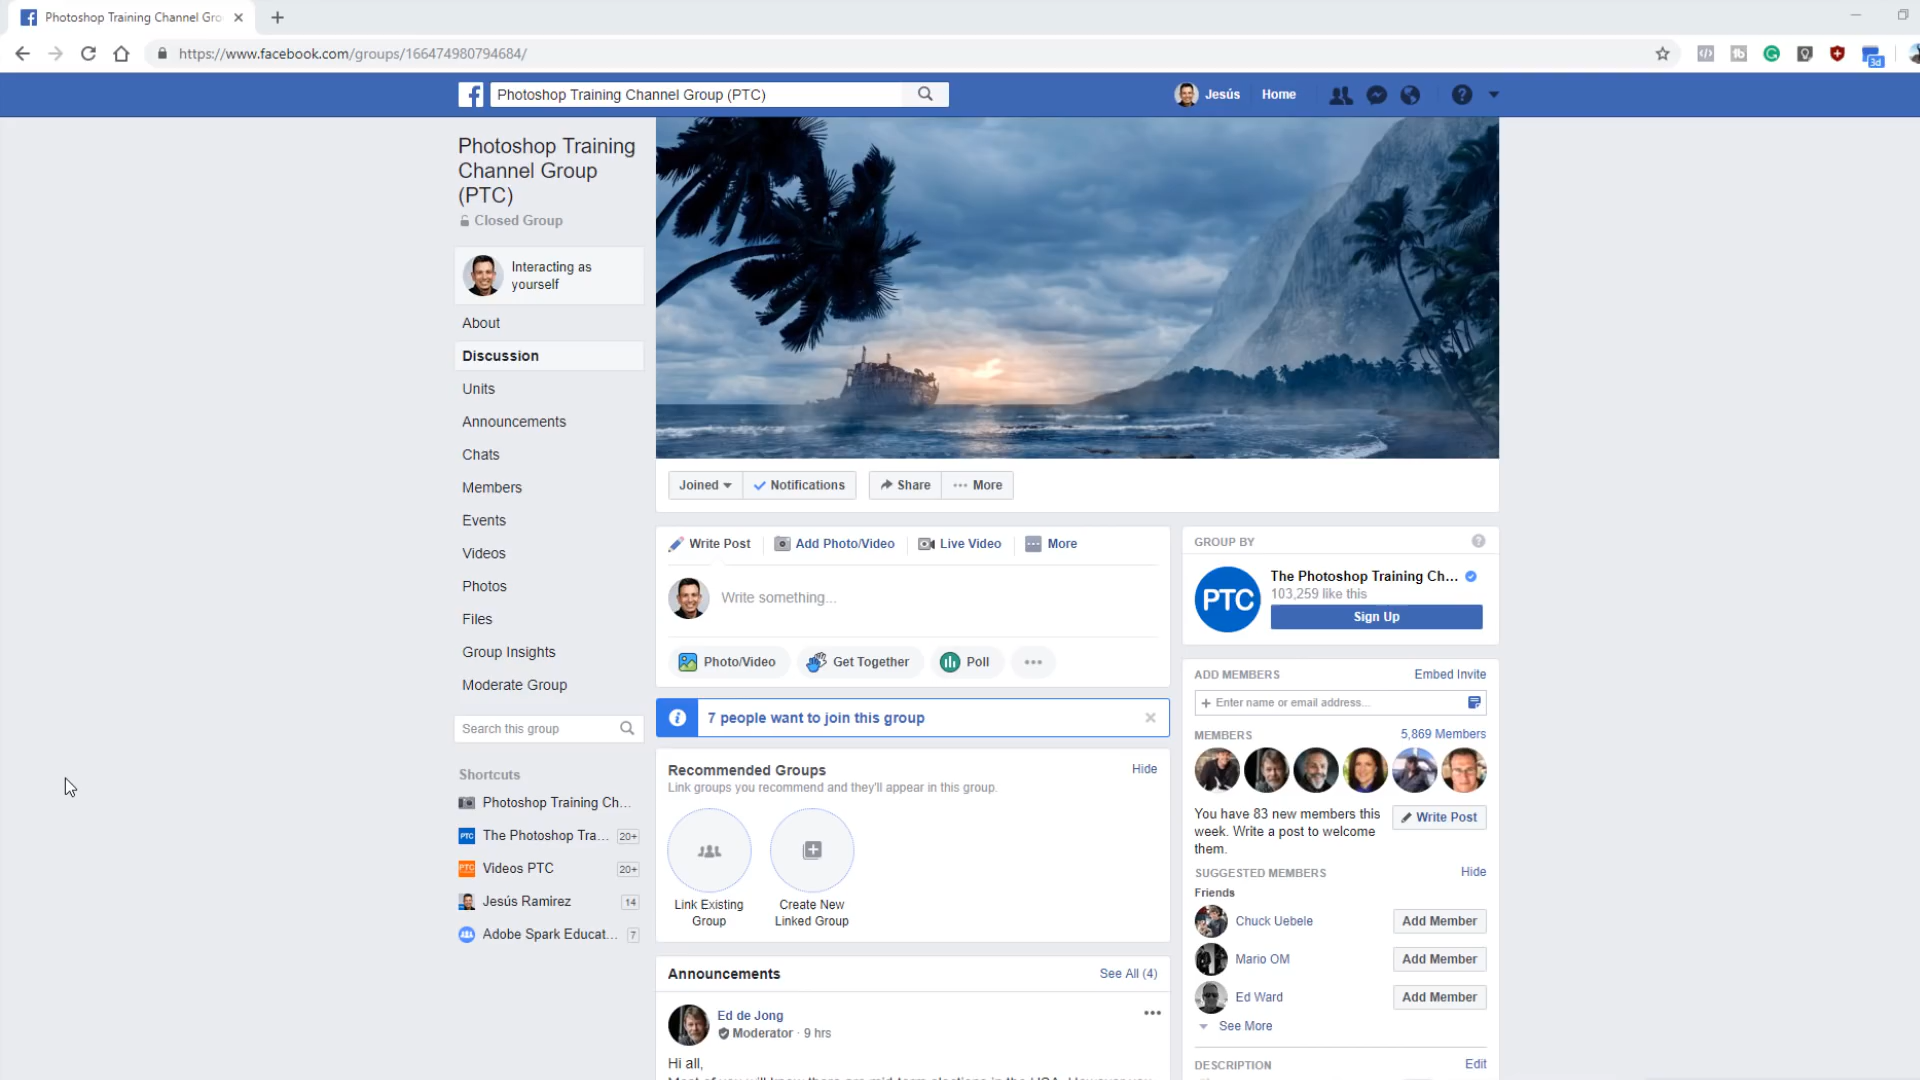 Photoshop Training Channel Gro
https://www.facebook.com/groups/166474980794684/
3d
Photoshop Training Channel Group (PTC)
Jesús
Home
Photoshop Training
Channel Group
(PTC)
Closed Group
Interacting as
yourself
About
Discussion
Units
Announcements
Chats
Members
Events
Videos
Photos
Files
Group Insights
Moderate Group
Search this group
Shortcuts
Photoshop Training Ch...
PTC The Photoshop Tra... 20+
PTC Videos PTC 20+
Jesús Ramirez 14
Adobe Spark Educat... 7
Joined
Notifications
Share
More
Write Post
Add Photo/Video
Live Video
More
Write something...
Photo/Video
Get Together
Poll
7 people want to join this group
Recommended Groups
Hide
Link groups you recommend and they'll appear in this group.
Link Existing
Group
Create New
Linked Group
Announcements
See All (4)
Ed de Jong
Moderator · 9 hrs
Hi all,
GROUP BY
PTC
The Photoshop Training Ch...
103,259 like this
Sign Up
ADD MEMBERS
Embed Invite
+ Enter name or email address...
MEMBERS
5,869 Members
You have 83 new members this
week. Write a post to welcome
them.
Write Post
SUGGESTED MEMBERS
Hide
Friends
Chuck Uebele
Add Member
Mario OM
Add Member
Ed Ward
Add Member
See More
DESCRIPTION
Edit